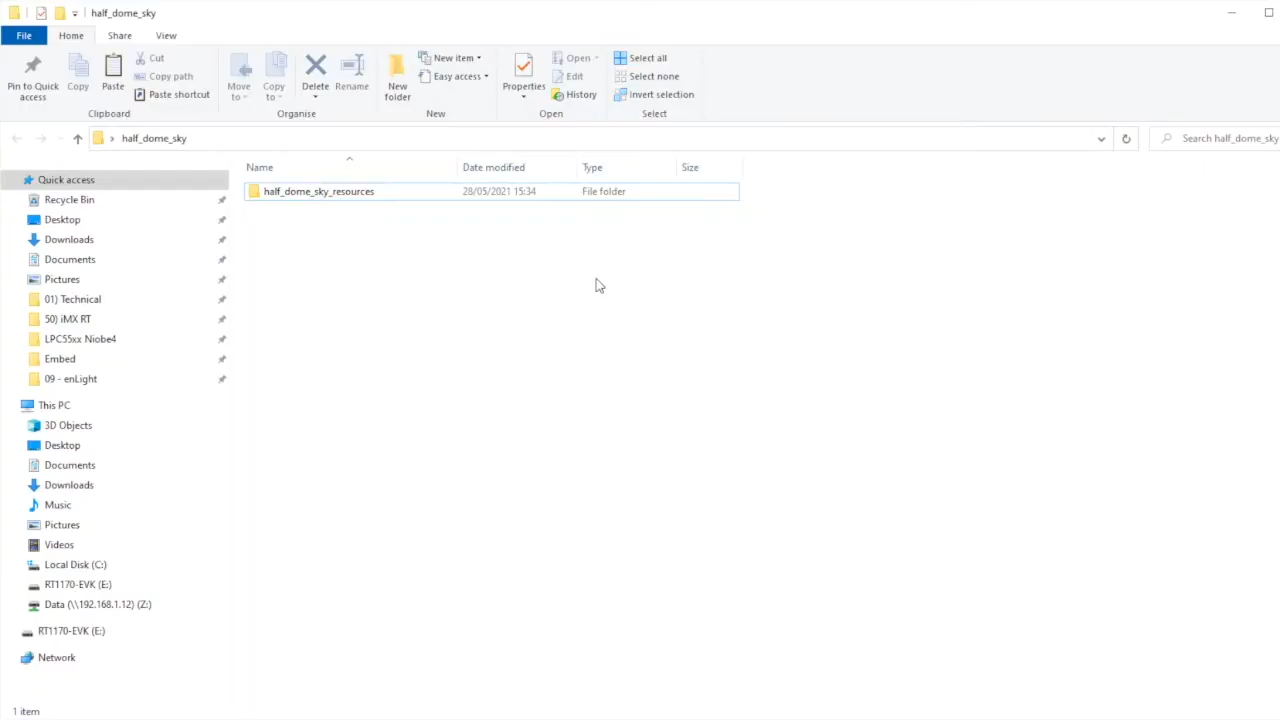 half_dome_sky
File Home Share View
Pin to Quick access
Copy
Paste
Cut
Copy path
Paste shortcut
Clipboard
Move to
Copy to
Delete
Rename
Organise
New folder
New item
Easy access
New
Properties
Open
Edit
History
Open
Select all
Select none
Invert selection
Select
half_dome_sky
Search half_dome_sky
Name Date modified Type Size
half_dome_sky_resources 28/05/2021 15:34 File folder
Quick access
Recycle Bin
Desktop
Downloads
Documents
Pictures
01) Technical
50) iMX RT
LPC55xx Niobe4
Embed
09 - enLight
This PC
3D Objects
Desktop
Documents
Downloads
Music
Pictures
Videos
Local Disk (C:)
RT1170-EVK (E:)
Data (\\192.168.1.12) (Z:)
RT1170-EVK (E:)
Network
1 item